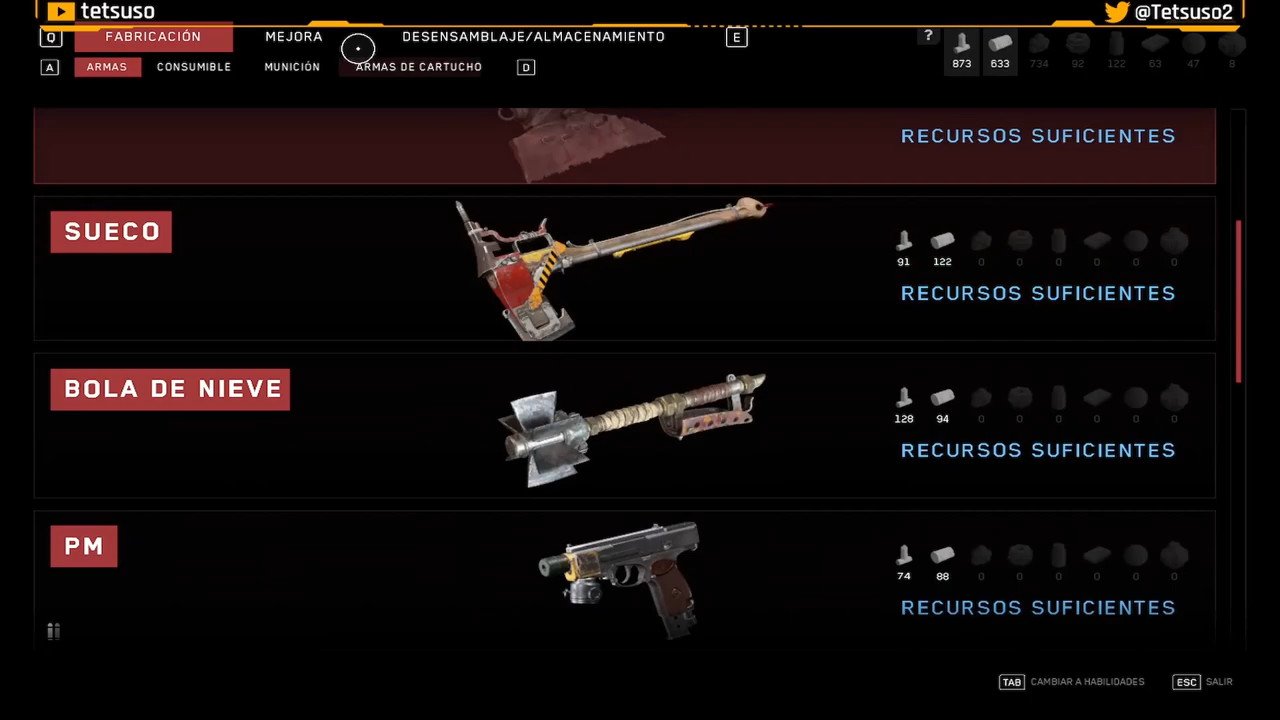 tetsuso
@Tetsuso2
Q FABRICACIÓN MEJORA DESENSAMBLAJE/ALMACENAMIENTO E
?
A ARMAS CONSUMIBLE MUNICIÓN ARMAS DE CARTUCHO D
873 633 734 92 122 63 47 8
RECURSOS SUFICIENTES
SUECO
91 122 0 0 0 0 0 0
RECURSOS SUFICIENTES
BOLA DE NIEVE
128 94 0 0 0 0 0 0
RECURSOS SUFICIENTES
PM
74 88 0 0 0 0 0 0
RECURSOS SUFICIENTES
TAB CAMBIAR A HABILIDADES ESC SALIR